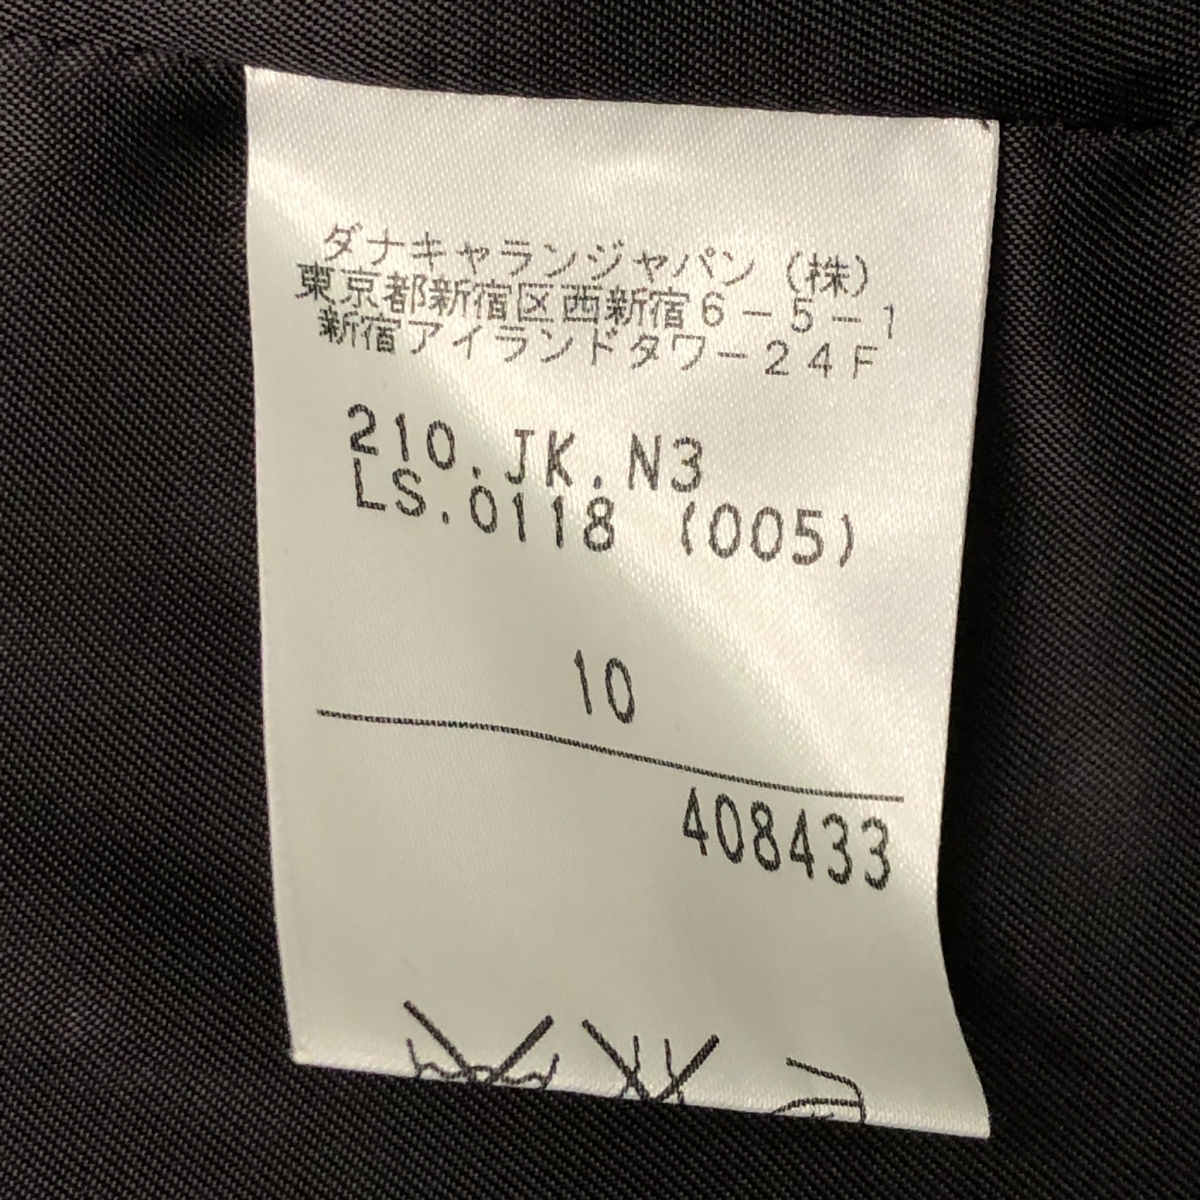 ダナキャランジャパン（株）
東京都新宿区西新宿６－５－１
新宿アイランドタワー２４Ｆ
210.JK.N3
LS.0118 (005)
10
408433